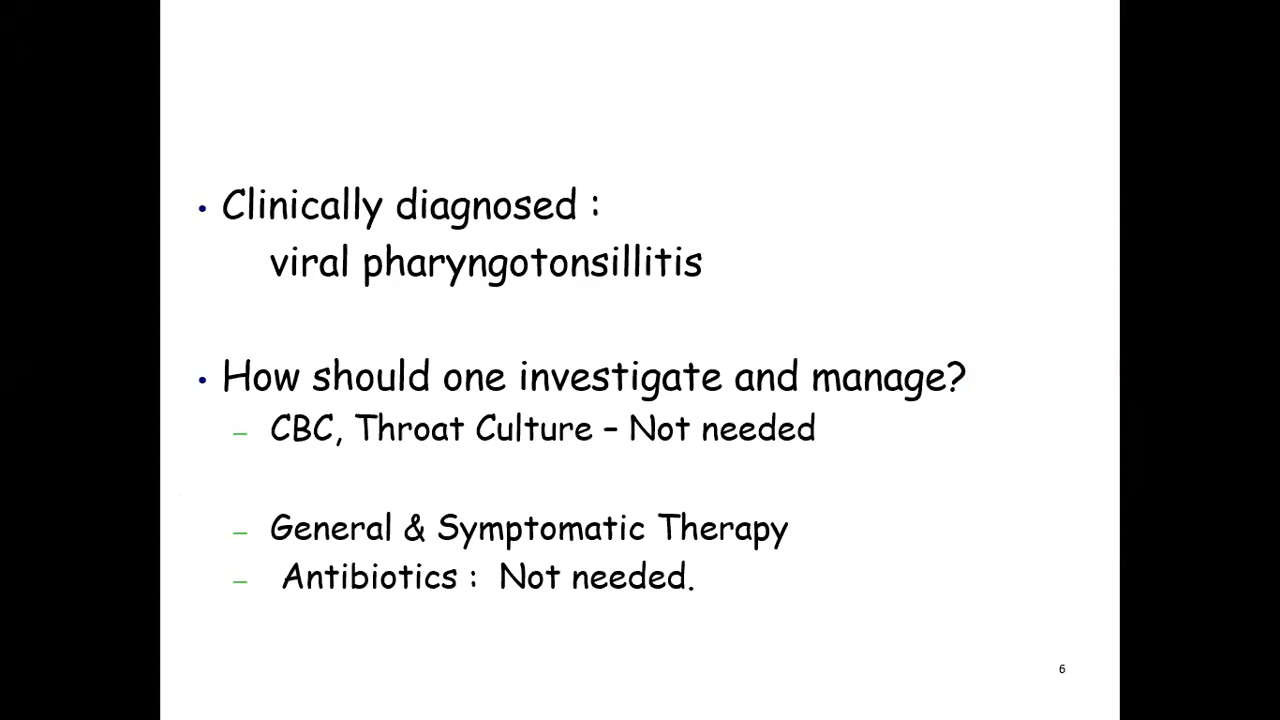 • Clinically diagnosed :
viral pharyngotonsillitis
• How should one investigate and manage?
– CBC, Throat Culture – Not needed
– General & Symptomatic Therapy
– Antibiotics : Not needed.
6